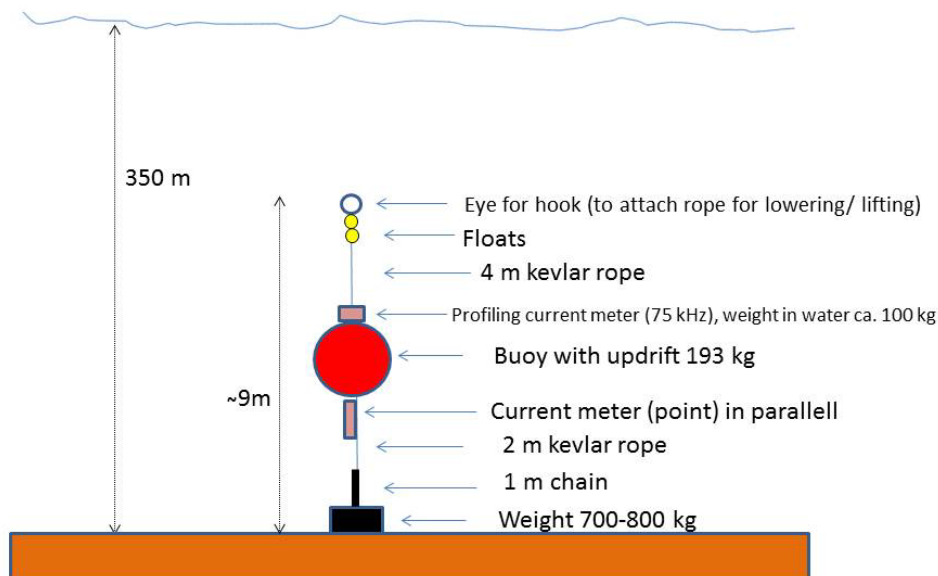 350 m
Eye for hook (to attach rope for lowering/ lifting)
Floats
4 m kevlar rope
Profiling current meter (75 kHz), weight in water ca. 100 kg
Buoy with updrift 193 kg
~9m
Current meter (point) in parallell
2 m kevlar rope
1 m chain
Weight 700-800 kg